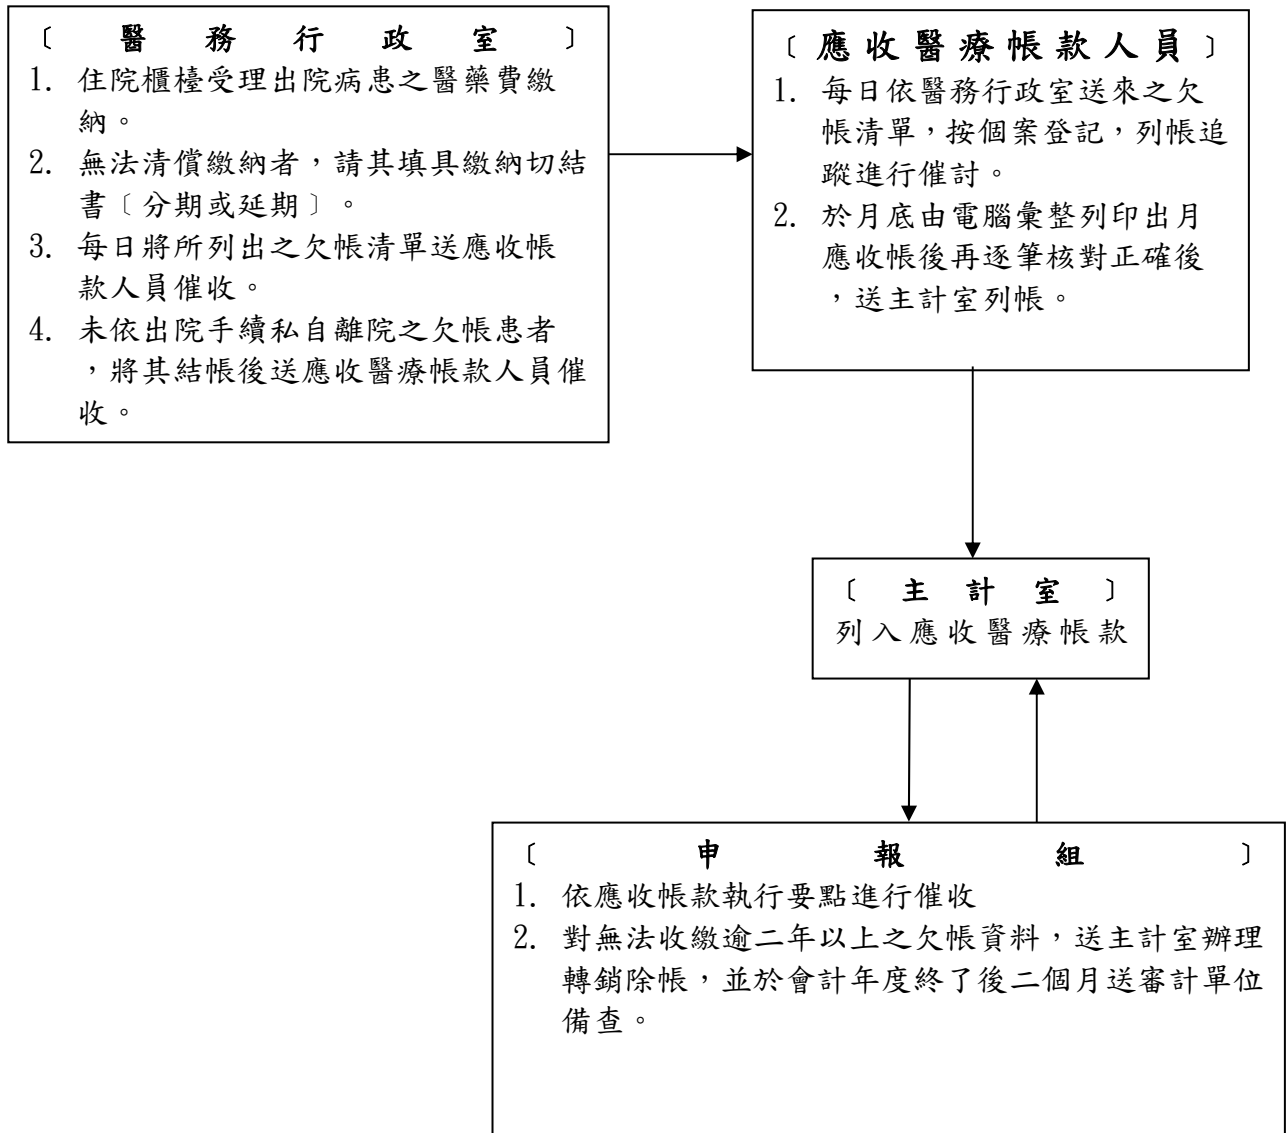 〔醫務行政室〕
1. 住院櫃檯受理出院病患之醫藥費繳
納。
2. 無法清償繳納者，請其填具繳納切結
書〔分期或延期〕。
3. 每日將所列出之欠帳清單送應收帳
款人員催收。
4. 未依出院手續私自離院之欠帳患者
，將其結帳後送應收醫療帳款人員催
收。
〔應收醫療帳款人員〕
1. 每日依醫務行政室送來之欠
帳清單，按個案登記，列帳追
蹤進行催討。
2. 於月底由電腦彙整列印出月
應收帳後再逐筆核對正確後
，送主計室列帳。
〔主計室〕
列入應收醫療帳款
〔申報組〕
1. 依應收帳款執行要點進行催收
2. 對無法收繳逾二年以上之欠帳資料，送主計室辦理
轉銷除帳，並於會計年度終了後二個月送審計單位
備查。